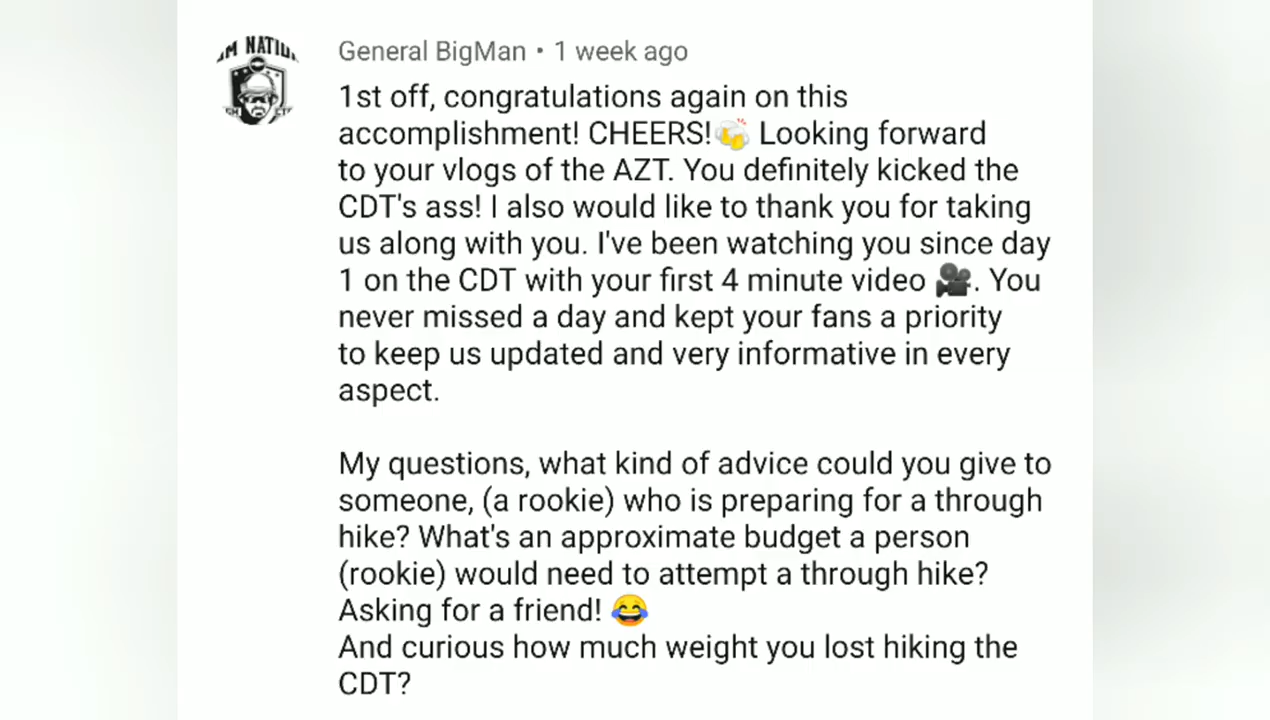 General BigMan • 1 week ago
1st off, congratulations again on this
accomplishment! CHEERS!🍻 Looking forward
to your vlogs of the AZT. You definitely kicked the
CDT's ass! I also would like to thank you for taking
us along with you. I've been watching you since day
1 on the CDT with your first 4 minute video 🎥. You
never missed a day and kept your fans a priority
to keep us updated and very informative in every
aspect.
My questions, what kind of advice could you give to
someone, (a rookie) who is preparing for a through
hike? What's an approximate budget a person
(rookie) would need to attempt a through hike?
Asking for a friend! 😂
And curious how much weight you lost hiking the
CDT?